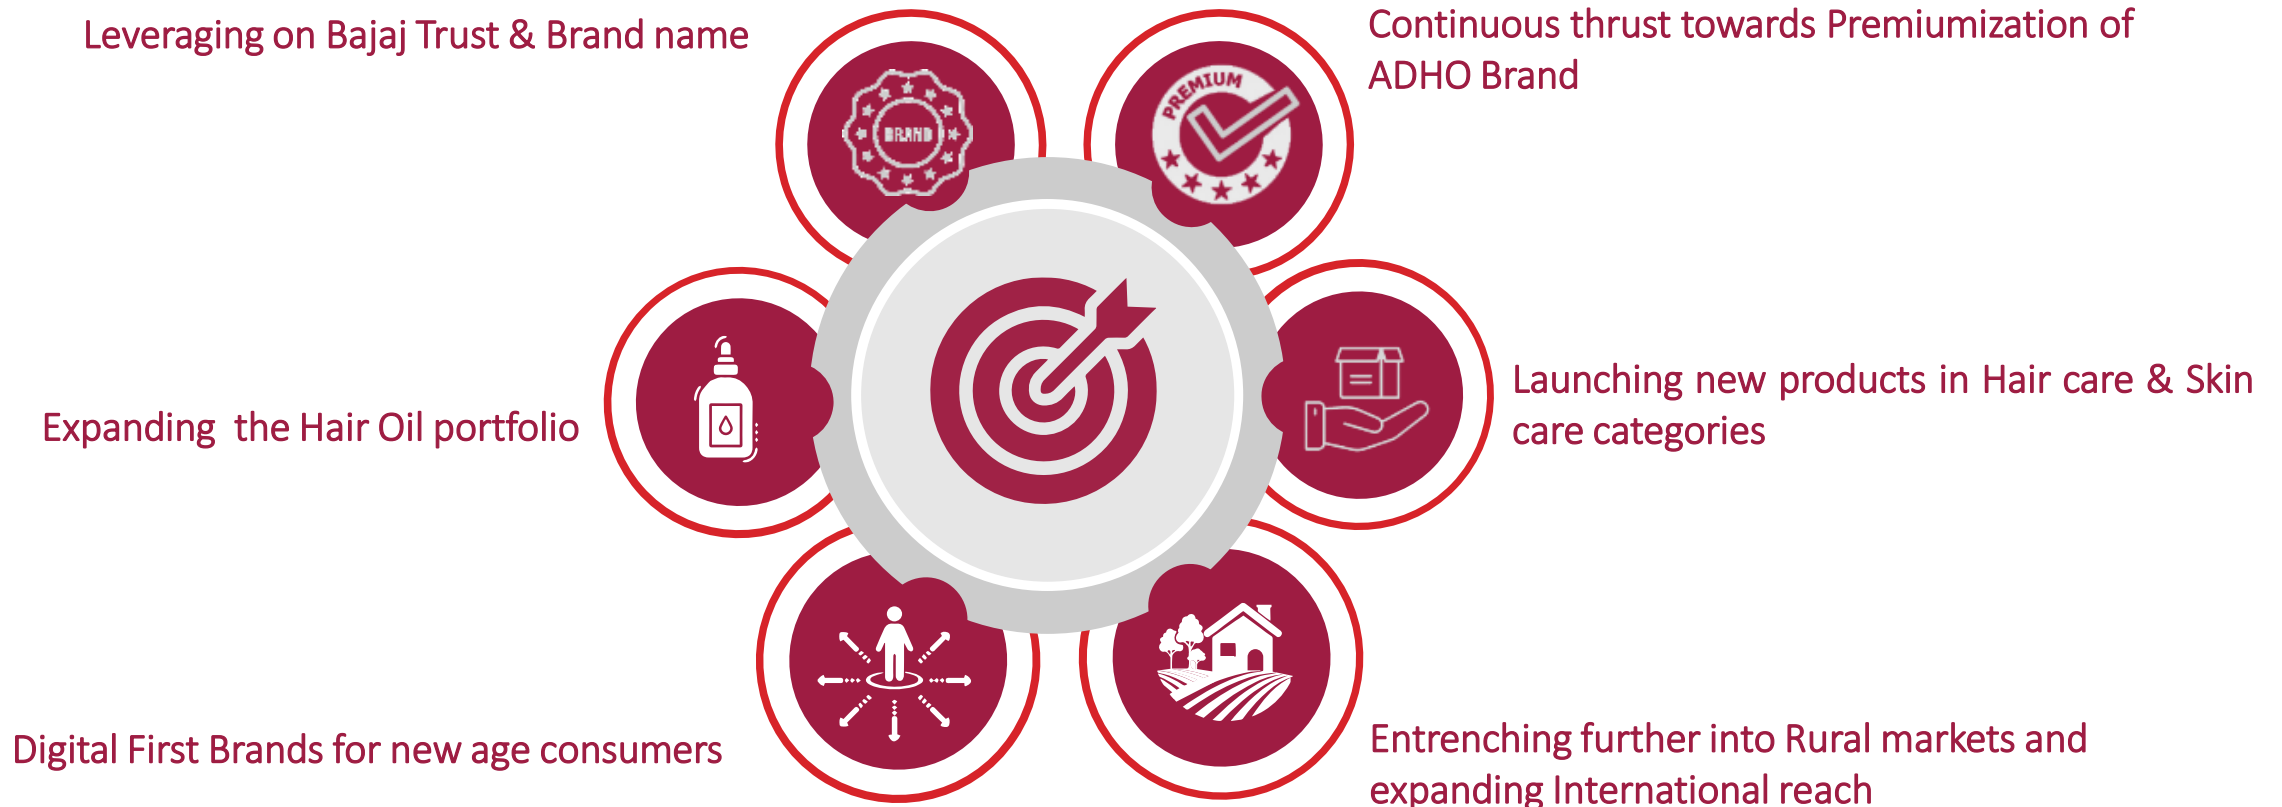 Leveraging on Bajaj Trust & Brand name
Continuous thrust towards Premiumization of
ADHO Brand
BRAND
PREMIUM
Expanding the Hair Oil portfolio
Launching new products in Hair care & Skin
care categories
Digital First Brands for new age consumers
Entrenching further into Rural markets and
expanding International reach